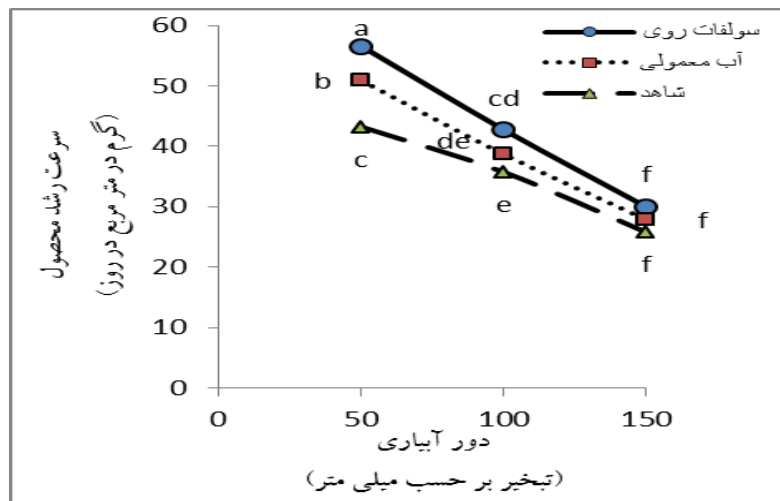 سولفات روی
آب معمولی
شاهد
سرعت رشد محصول
(گرم در متر مربع در روز)
60
50
40
30
20
10
0
a
b
c
cd
de
e
f
f
f
0
50
100
150
دور آبیاری
(تبخیر بر حسب میلی متر)